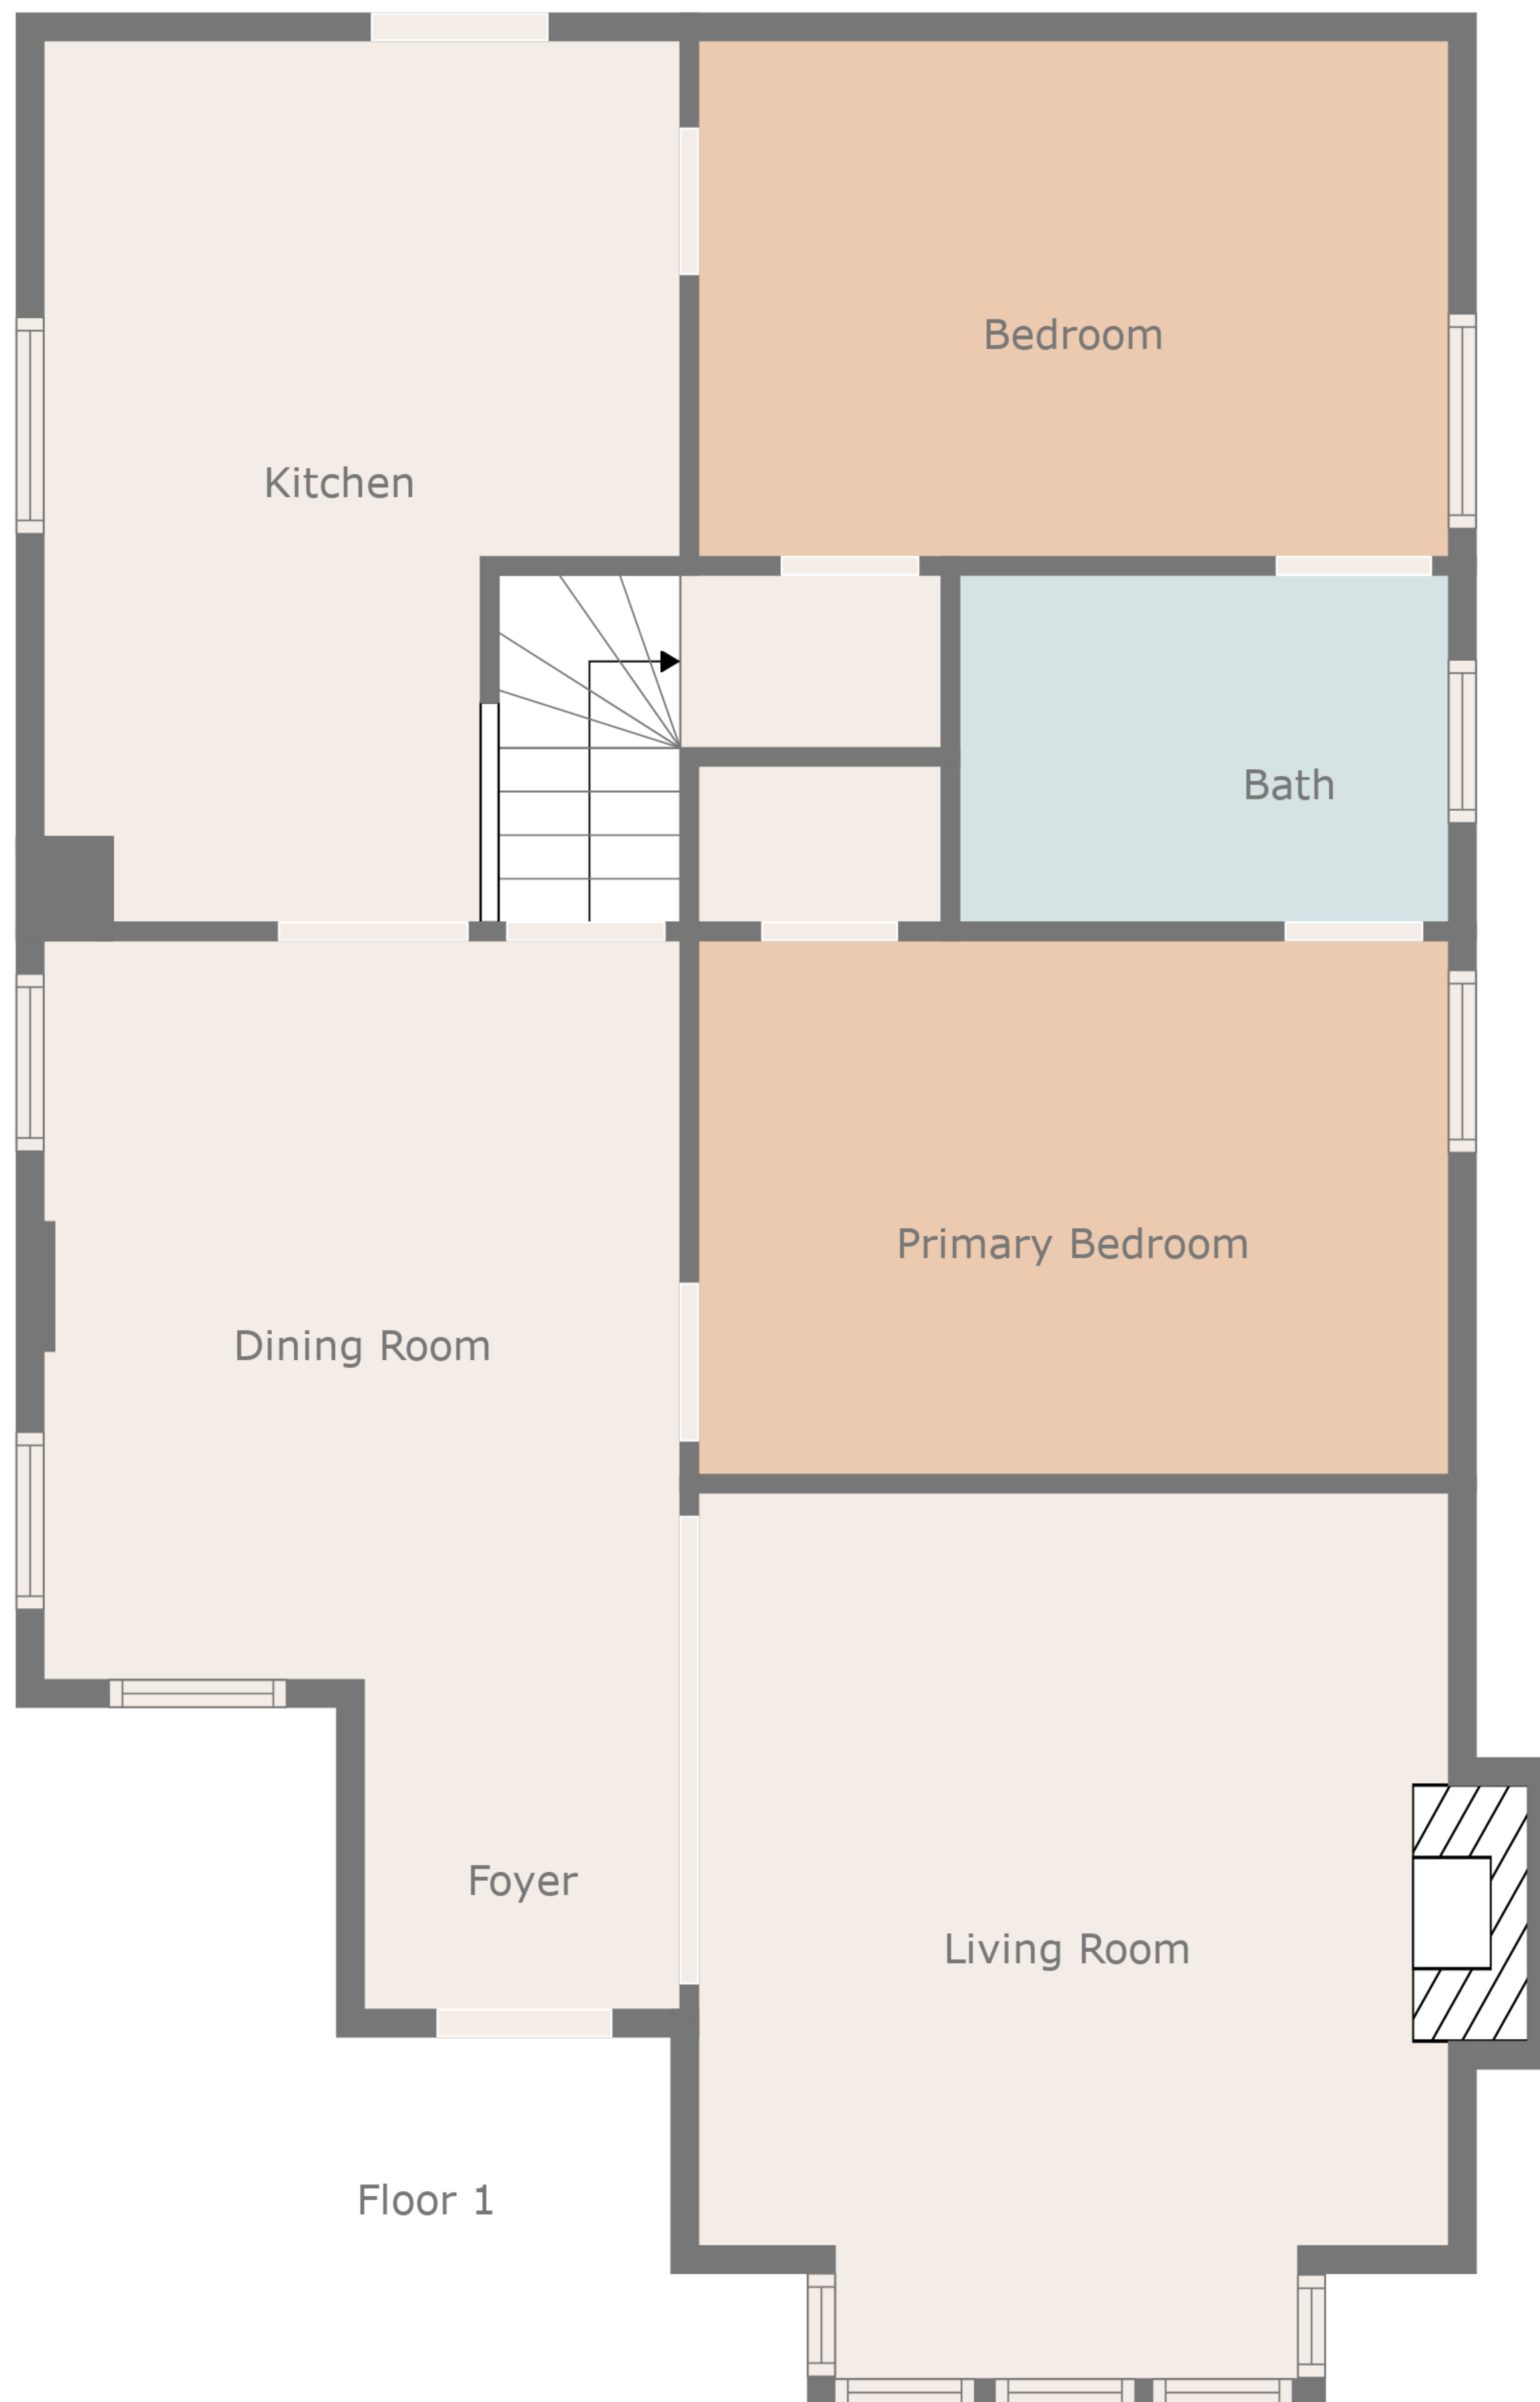 Bedroom
Kitchen
Bath
Primary Bedroom
Dining Room
Foyer
Living Room
Floor 1